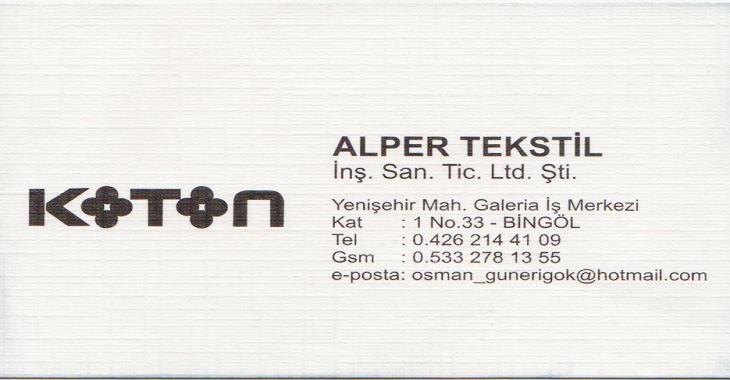 KOTON
ALPER TEKSTİL
İnş. San. Tic. Ltd. Şti.
Yenişehir Mah. Galeria İş Merkezi
Kat : 1 No.33 - BİNGÖL
Tel : 0.426 214 41 09
Gsm : 0.533 278 13 55
e-posta: osman_gunerigok@hotmail.com